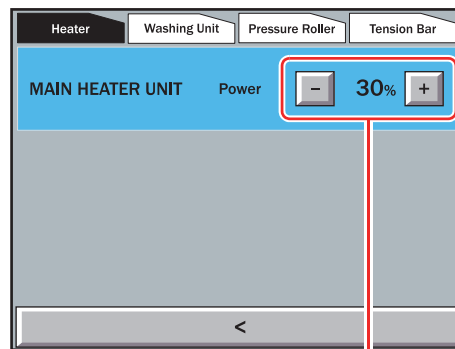 Heater Washing Unit Pressure Roller Tension Bar
MAIN HEATER UNIT Power - 30% +
<